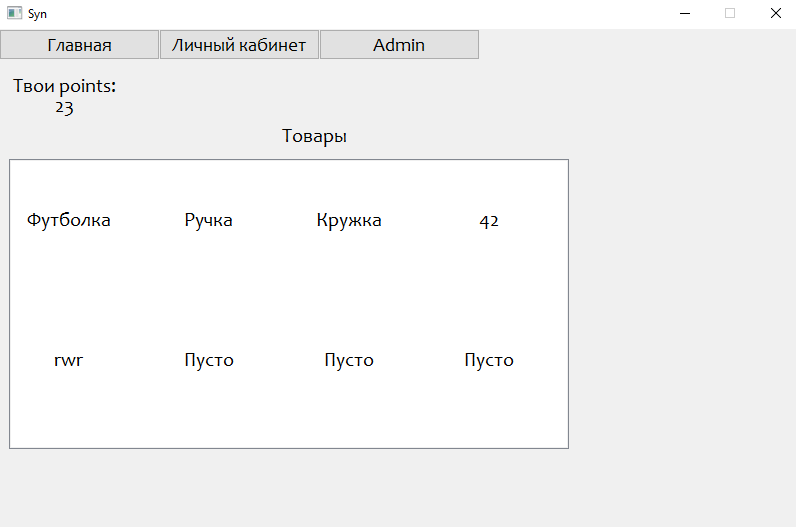 Syn
Главная Личный кабинет Admin
Твои points:
23
Товары
Футболка Ручка Кружка 42
rwr Пусто Пусто Пусто